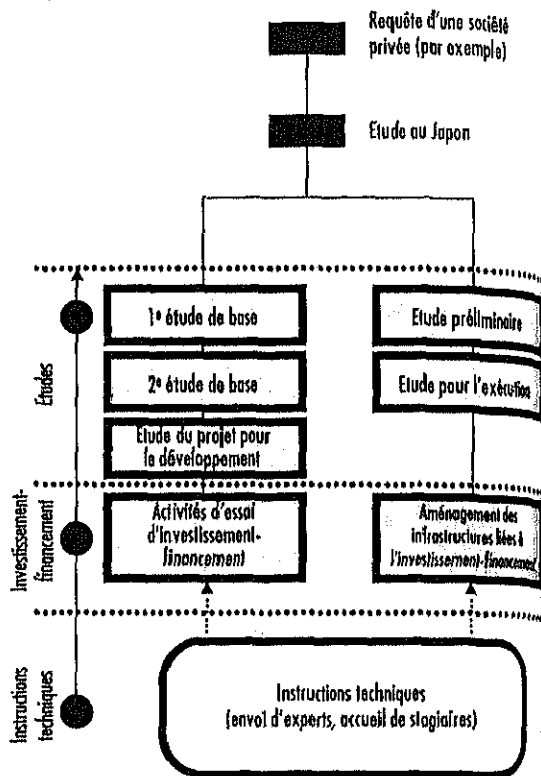 Requête d'une société
privée (par exemple)
Etude au Japon
Etudes
1e étude de base
Etude préliminaire
2e étude de base
Etude pour l'exécution
Etude du projet pour
le développement
Investissement-
financement
Activités d'essai
d'investissement-
financement
Aménagement des
infrastructures liées à
l'investissement-financement
Instructions
techniques
Instructions techniques
(envoi d'experts, accueil de stagiaires)